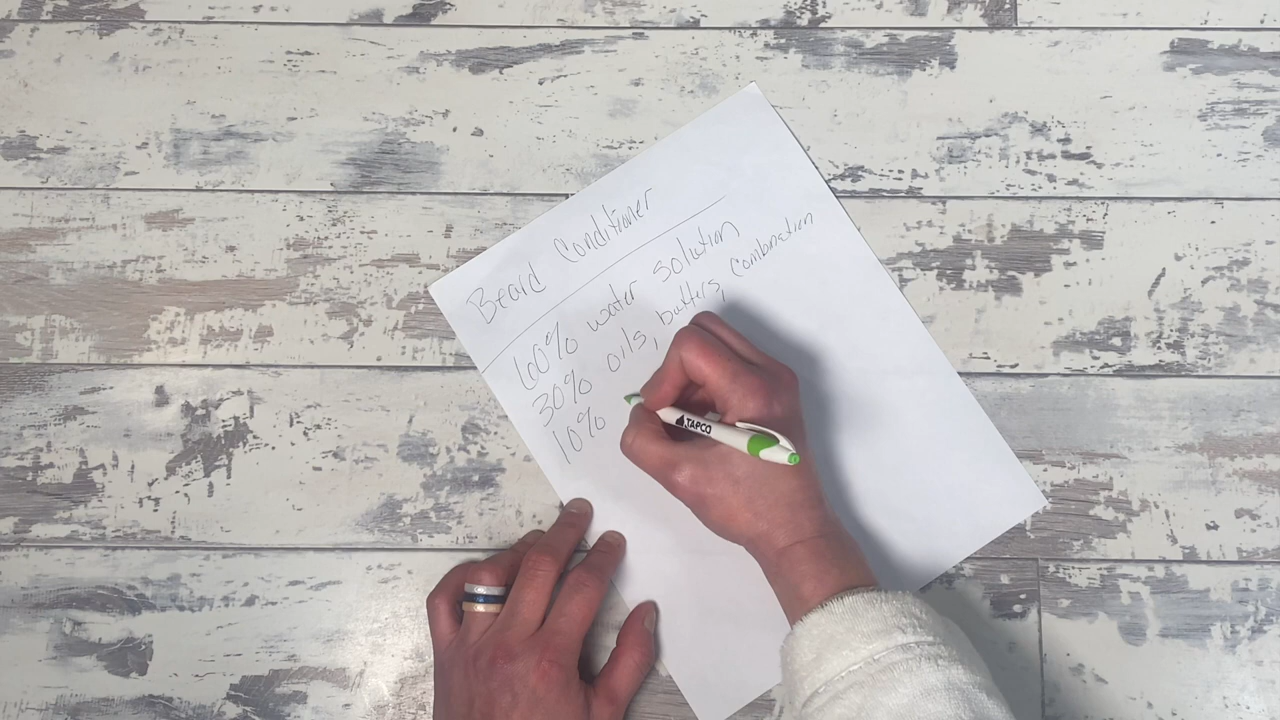 Beard Conditioner
60% water solution
30% oils, butters, combination
10%
TAPCO